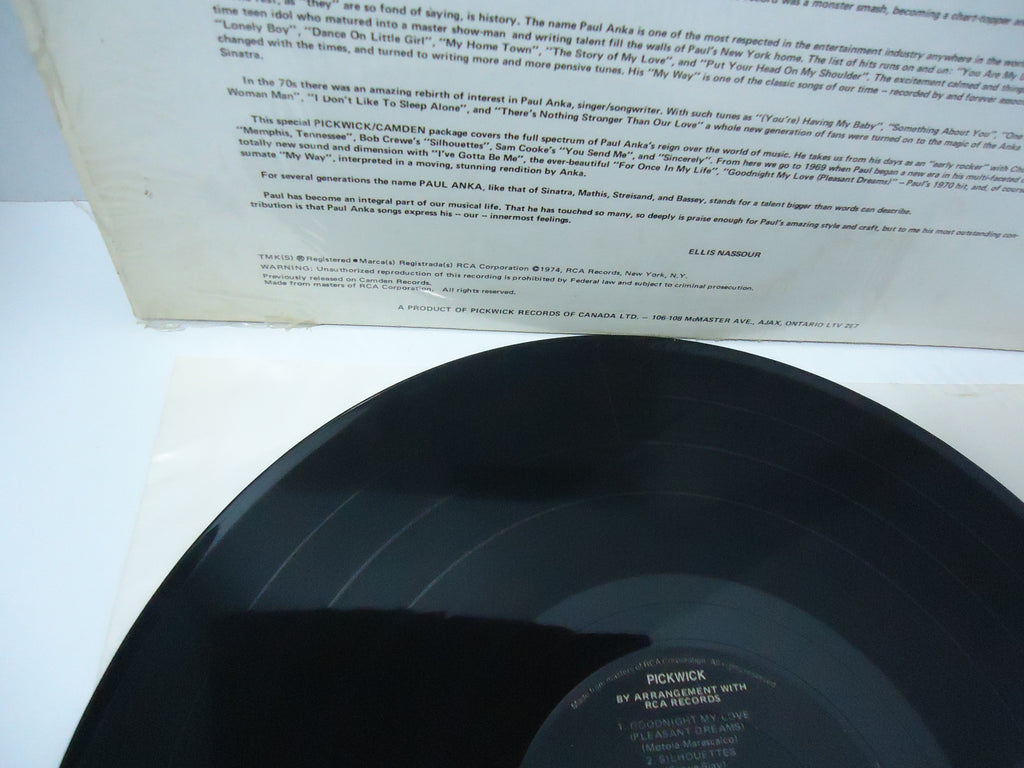 "they" are so fond of saying, is history. The name Paul Anka is one of the most respected in the entertainment industry anywhere in the
was a monster smash, becoming a chart-topper
time teen idol who matured into a master show-man and writing talent fill the walls of Paul's New York home. The list of hits runs on and on: "You Are My
"Lonely Boy", "Dance On Little Girl", "My Home Town", "The Story of My Love", and "Put Your Head On My Shoulder". The excitement calmed and
changed with the times, and turned to writing more and more pensive tunes. His "My Way" is one of the classic songs of our time – recorded by and forever
Sinatra.
In the 70s there was an amazing rebirth of interest in Paul Anka, singer/songwriter. With such tunes as "(You're) Having My Baby", "Something About You", "One
Woman Man", "I Don't Like To Sleep Alone", and "There's Nothing Stronger Than Our Love" a whole new generation of fans were turned on to the magic of the Anka
This special PICKWICK/CAMDEN package covers the full spectrum of Paul Anka's reign over the world of music. He takes us from his days as an "early rocker" with
"Memphis, Tennessee", Bob Crewe's "Silhouettes", Sam Cooke's "You Send Me", and "Sincerely". From here we go to 1969 when Paul began a new era in his multi-faceted
totally new sound and dimension with "I've Gotta Be Me", the ever-beautiful "For Once In My Life", "Goodnight My Love (Pleasant Dreams)" – Paul's 1970 hit, and, of
sumate "My Way", interpreted in a moving, stunning rendition by Anka.
For several generations the name PAUL ANKA, like that of Sinatra, Mathis, Streisand, and Bassey, stands for a talent bigger than words can describe.
Paul has become an integral part of our musical life. That he has touched so many, so deeply is praise enough for Paul's amazing style and craft, but to me his most outstanding con-
tribution is that Paul Anka songs express his – our – innermost feelings.
ELLIS NASSOUR
TMK(S) ® Registered ● Marca(s) Registrada(s) RCA Corporation ©1974, RCA Records, New York, N.Y.
WARNING: Unauthorized reproduction of this recording is prohibited by Federal law and subject to criminal prosecution.
Previously released on Camden Records.
Made from masters of RCA Corporation. All rights reserved.
A PRODUCT OF PICKWICK RECORDS OF CANADA LTD. – 106-108 McMASTER AVE., AJAX, ONTARIO L1V 2E7
Made from masters of RCA Corporation. All rights reserved
PICKWICK
BY ARRANGEMENT WITH
RCA RECORDS
1. GOODNIGHT MY LOVE
(PLEASANT DREAMS)
(Motola-Marascalco)
2. SILHOUETTES